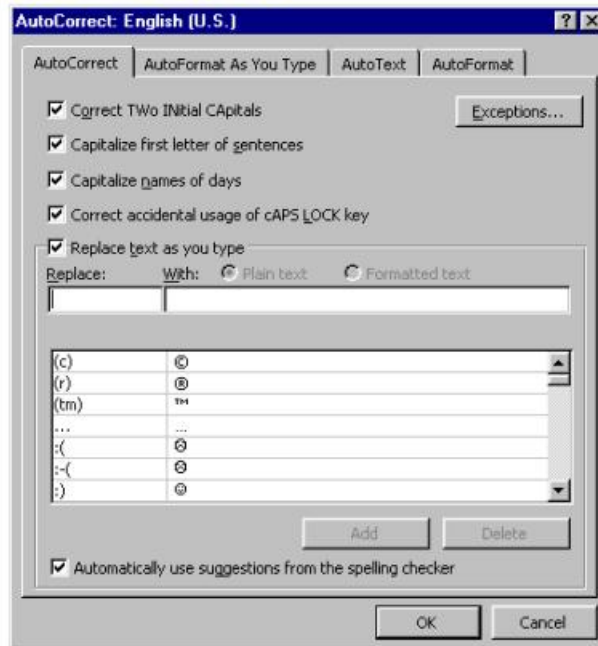 AutoCorrect: English (U.S.)
AutoCorrect AutoFormat As You Type AutoText AutoFormat
Correct TWo INitial CApitals Exceptions...
Capitalize first letter of sentences
Capitalize names of days
Correct accidental usage of cAPS LOCK key
Replace text as you type
Replace: With: Plain text Formatted text
(c) ©
(r) ®
(tm) ™
... …
:( ☹
:-( ☹
:) ☺
Add Delete
Automatically use suggestions from the spelling checker
OK Cancel